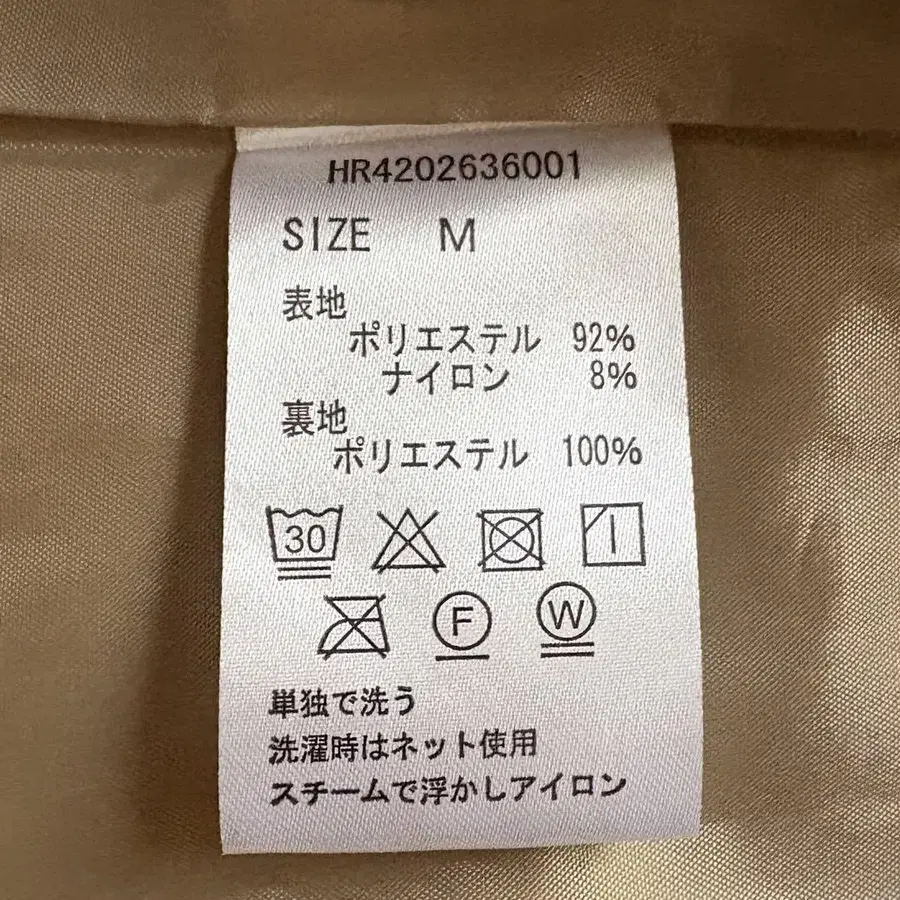 HR4202636001
SIZE M
表地
ポリエステル 92%
ナイロン 8%
裏地
ポリエステル 100%
30
F W
単独で洗う
洗濯時はネット使用
スチームで浮かしアイロン